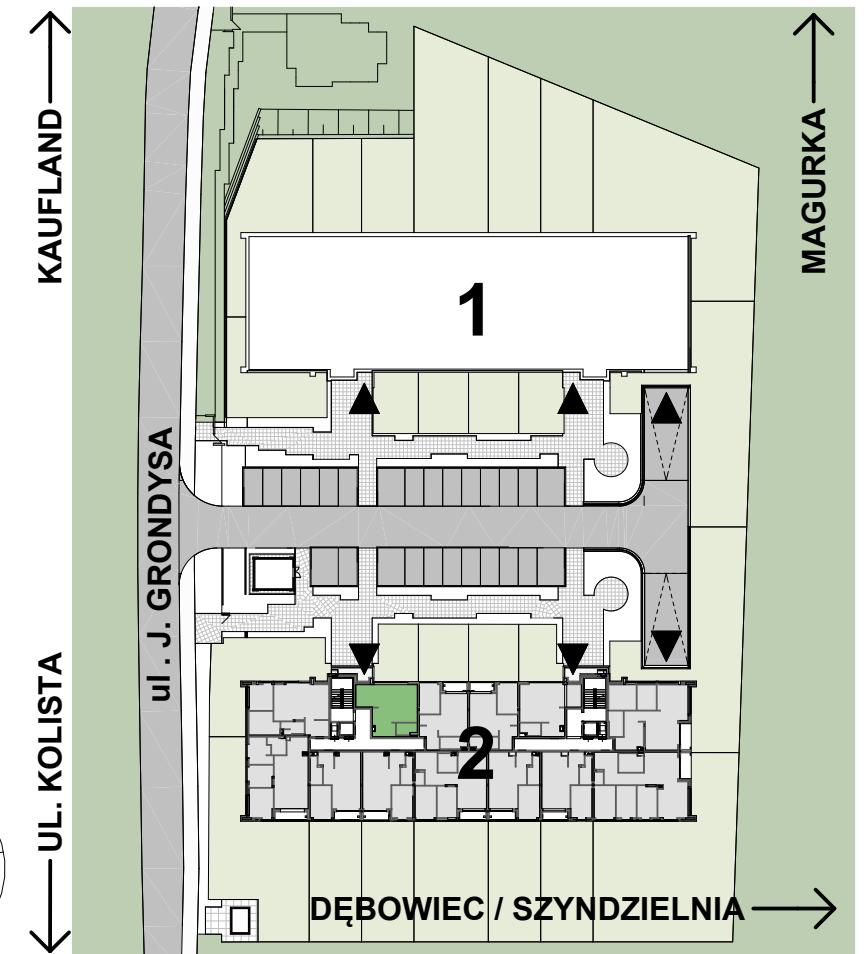 KAUFLAND
MAGURKA
1
ul . J. GRONDYSA
UL. KOLISTA
2
DĘBOWIEC / SZYNDZIELNIA